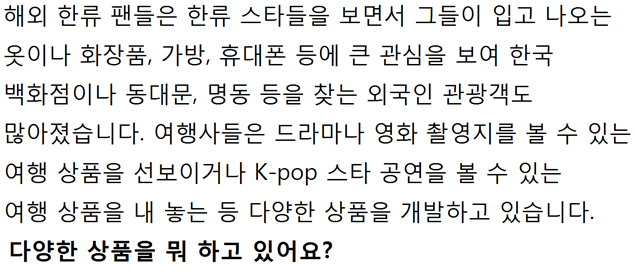 해외 한류 팬들은 한류 스타들을 보면서 그들이 입고 나오는
옷이나 화장품, 가방, 휴대폰 등에 큰 관심을 보여 한국
백화점이나 동대문, 명동 등을 찾는 외국인 관광객도
많아졌습니다. 여행사들은 드라마나 영화 촬영지를 볼 수 있는
여행 상품을 선보이거나 K-pop 스타 공연을 볼 수 있는
여행 상품을 내 놓는 등 다양한 상품을 개발하고 있습니다.
다양한 상품을 뭐 하고 있어요?